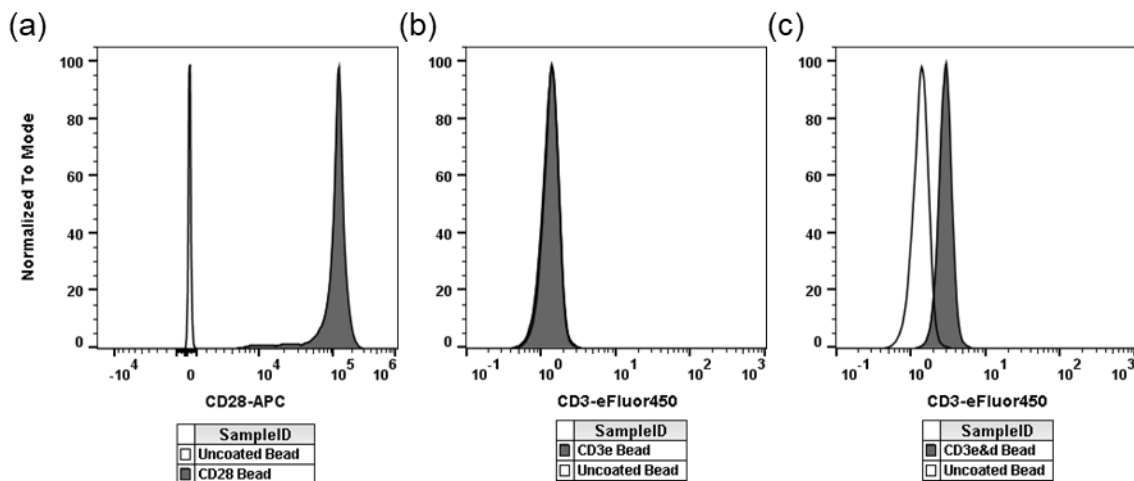 (a)
(b)
(c)
Normalized To Mode
100
80
60
40
20
0
-10^4
0
10^4
10^5
10^6
CD28-APC
SampleID
Uncoated Bead
CD28 Bead
100
80
60
40
20
0
10^-1
10^0
10^1
10^2
10^3
CD3-eFluor450
SampleID
CD3e Bead
Uncoated Bead
100
80
60
40
20
0
10^-1
10^0
10^1
10^2
10^3
CD3-eFluor450
SampleID
CD3e&d Bead
Uncoated Bead